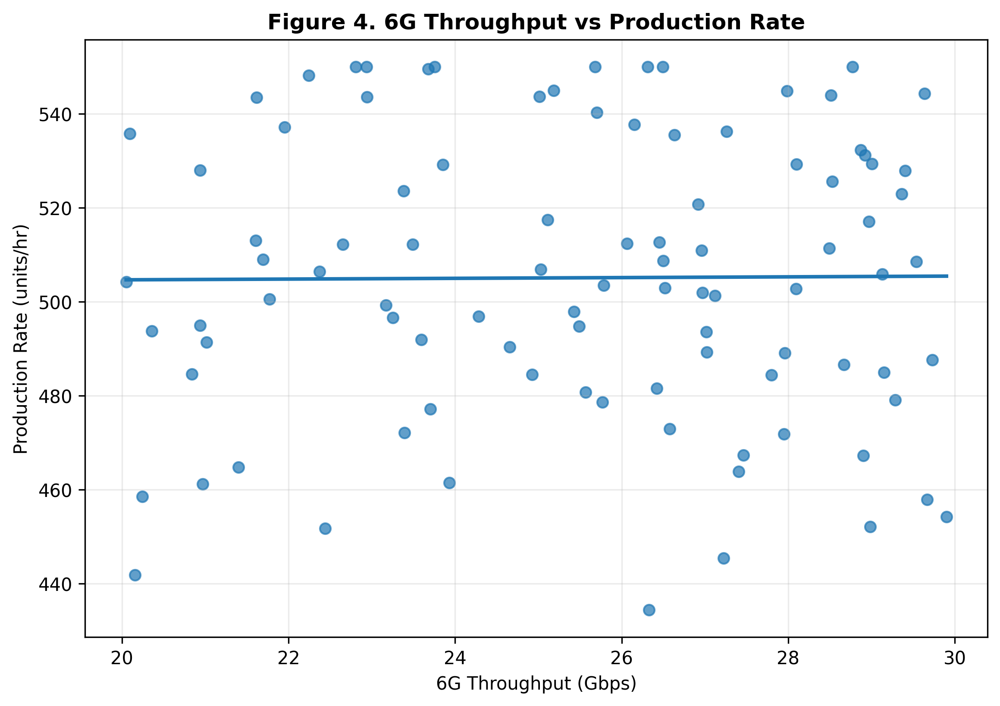 Figure 4. 6G Throughput vs Production Rate
Production Rate (units/hr)
540
520
500
480
460
440
20 22 24 26 28 30
6G Throughput (Gbps)